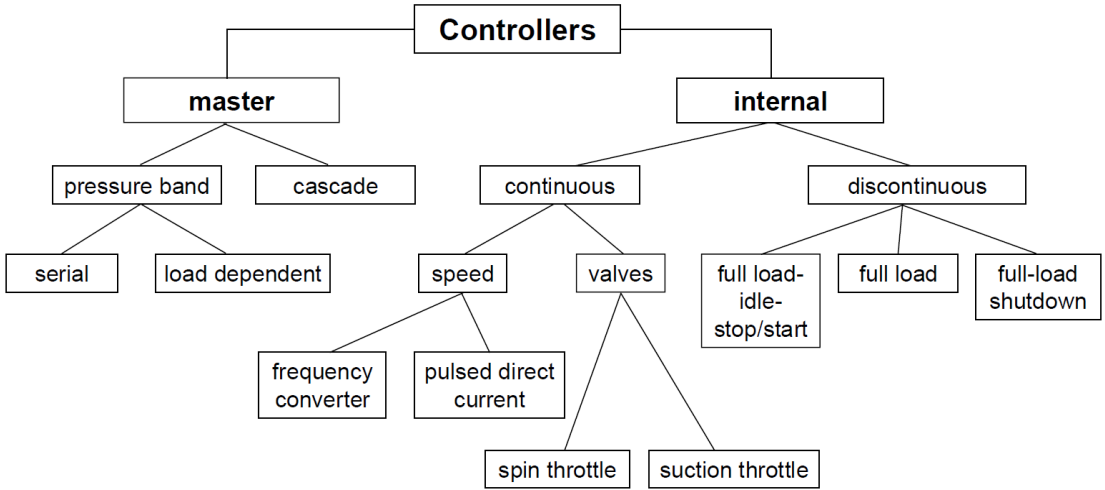 Controllers
master
internal
pressure band
cascade
continuous
discontinuous
serial
load dependent
speed
valves
full load-
idle-
stop/start
full load
full-load
shutdown
frequency
converter
pulsed direct
current
spin throttle
suction throttle